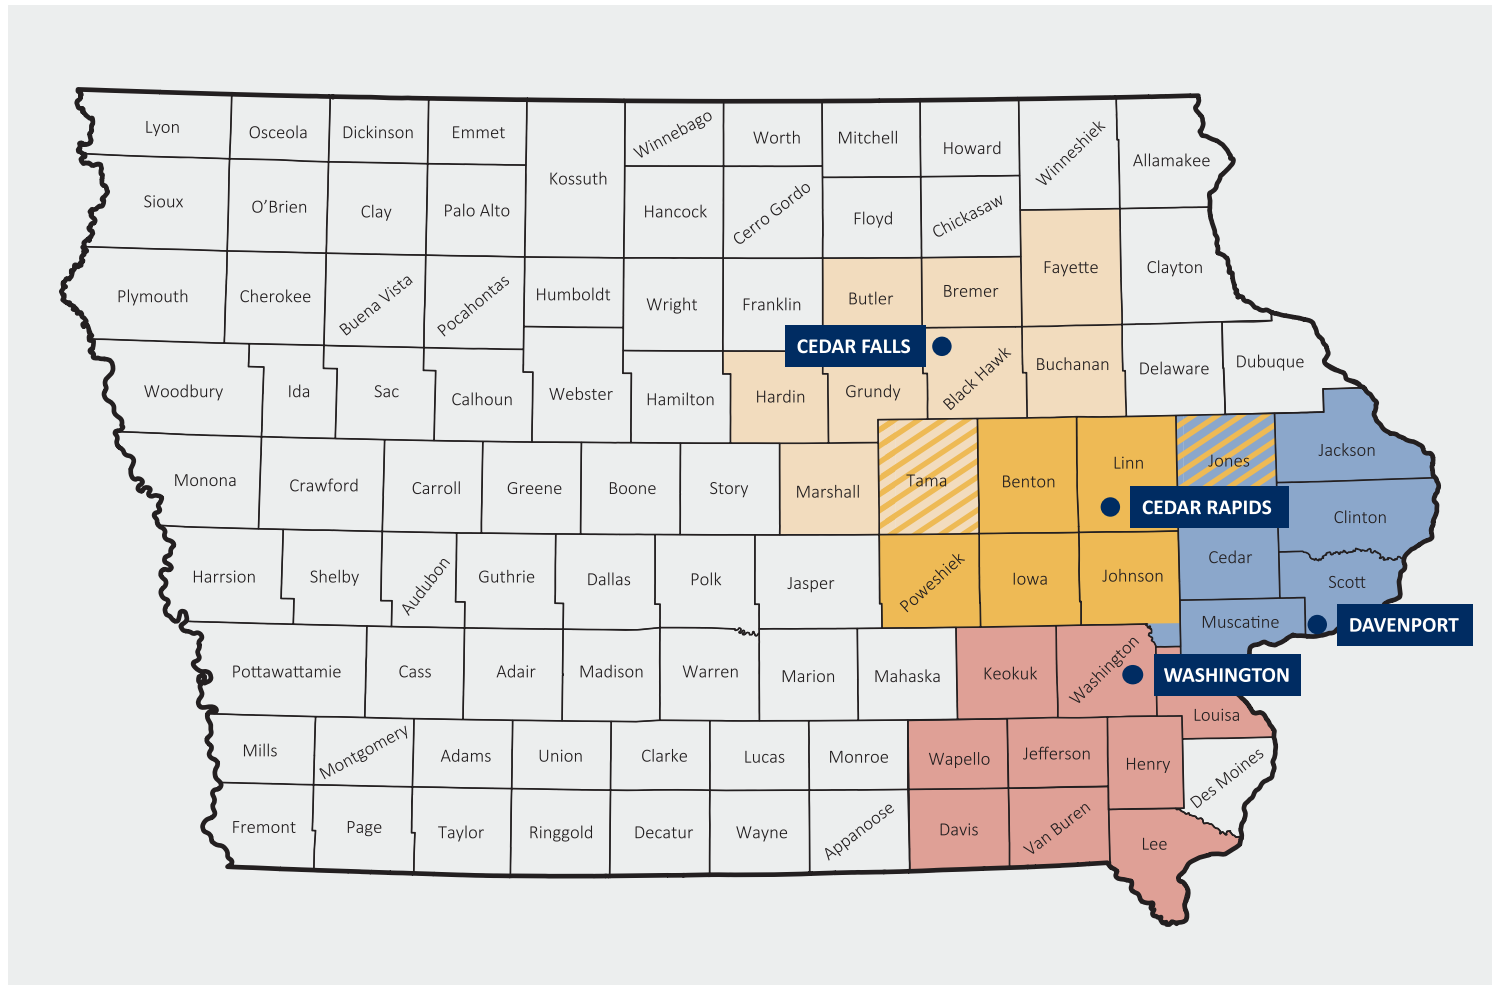 Lyon
Osceola
Dickinson
Emmet
Kossuth
Winnebago
Worth
Mitchell
Howard
Winneshiek
Allamakee
Sioux
O’Brien
Clay
Palo Alto
Hancock
Cerro Gordo
Floyd
Chickasaw
Fayette
Clayton
Plymouth
Cherokee
Buena Vista
Pocahontas
Humboldt
Wright
Franklin
Butler
Bremer
CEDAR FALLS
Woodbury
Ida
Sac
Calhoun
Webster
Hamilton
Hardin
Grundy
Black Hawk
Buchanan
Delaware
Dubuque
Monona
Crawford
Carroll
Greene
Boone
Story
Marshall
Tama
Benton
Linn
Jones
Jackson
CEDAR RAPIDS
Clinton
Harrsion
Shelby
Audubon
Guthrie
Dallas
Polk
Jasper
Poweshiek
Iowa
Johnson
Cedar
Scott
Muscatine
DAVENPORT
Pottawattamie
Cass
Adair
Madison
Warren
Marion
Mahaska
Keokuk
Washington
WASHINGTON
Louisa
Mills
Montgomery
Adams
Union
Clarke
Lucas
Monroe
Wapello
Jefferson
Henry
Des Moines
Fremont
Page
Taylor
Ringgold
Decatur
Wayne
Appanoose
Davis
Van Buren
Lee